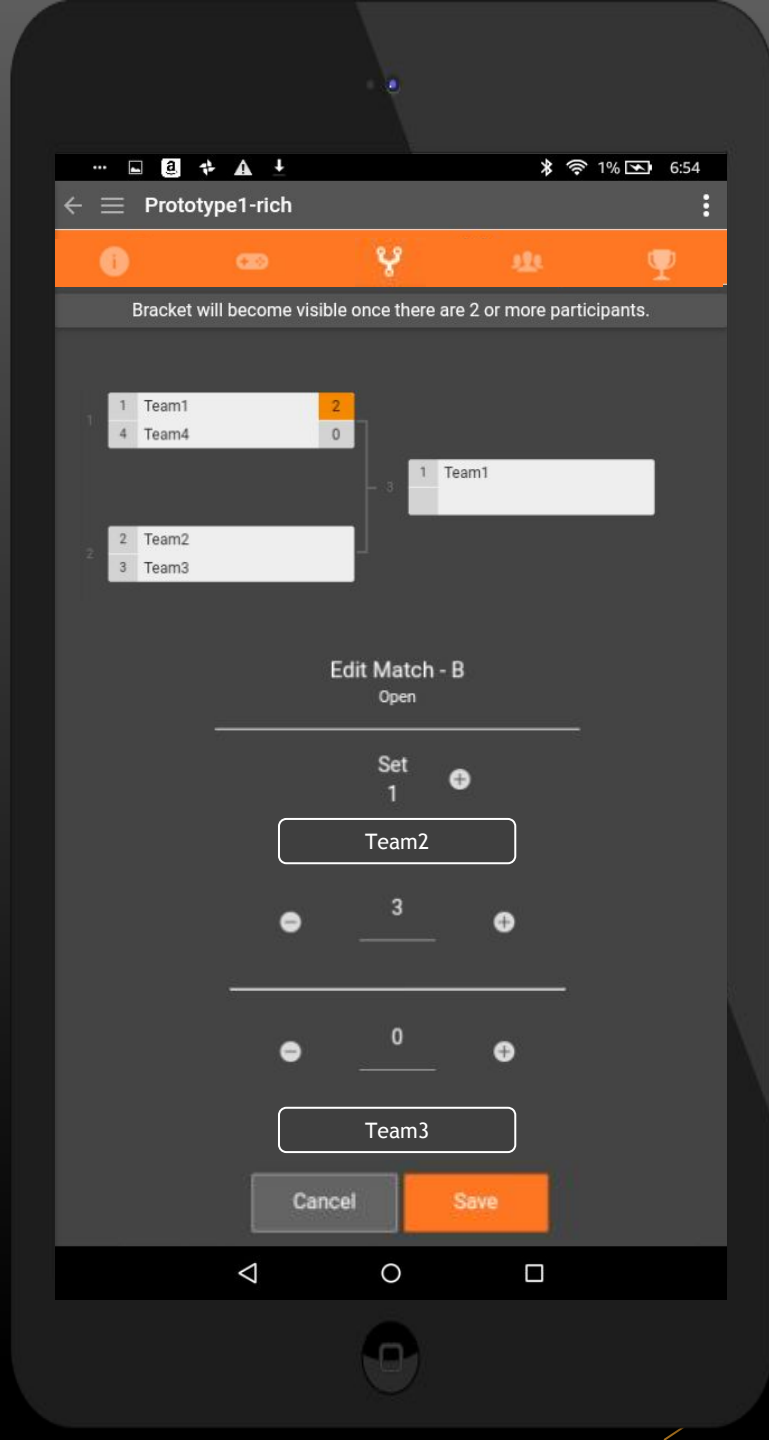 1% 6:54
Prototype1-rich
Bracket will become visible once there are 2 or more participants.
1
1 Team1 2
4 Team4 0
3
1 Team1
2
2 Team2
3 Team3
Edit Match - B
Open
Set
1
Team2
3
0
Team3
Cancel Save